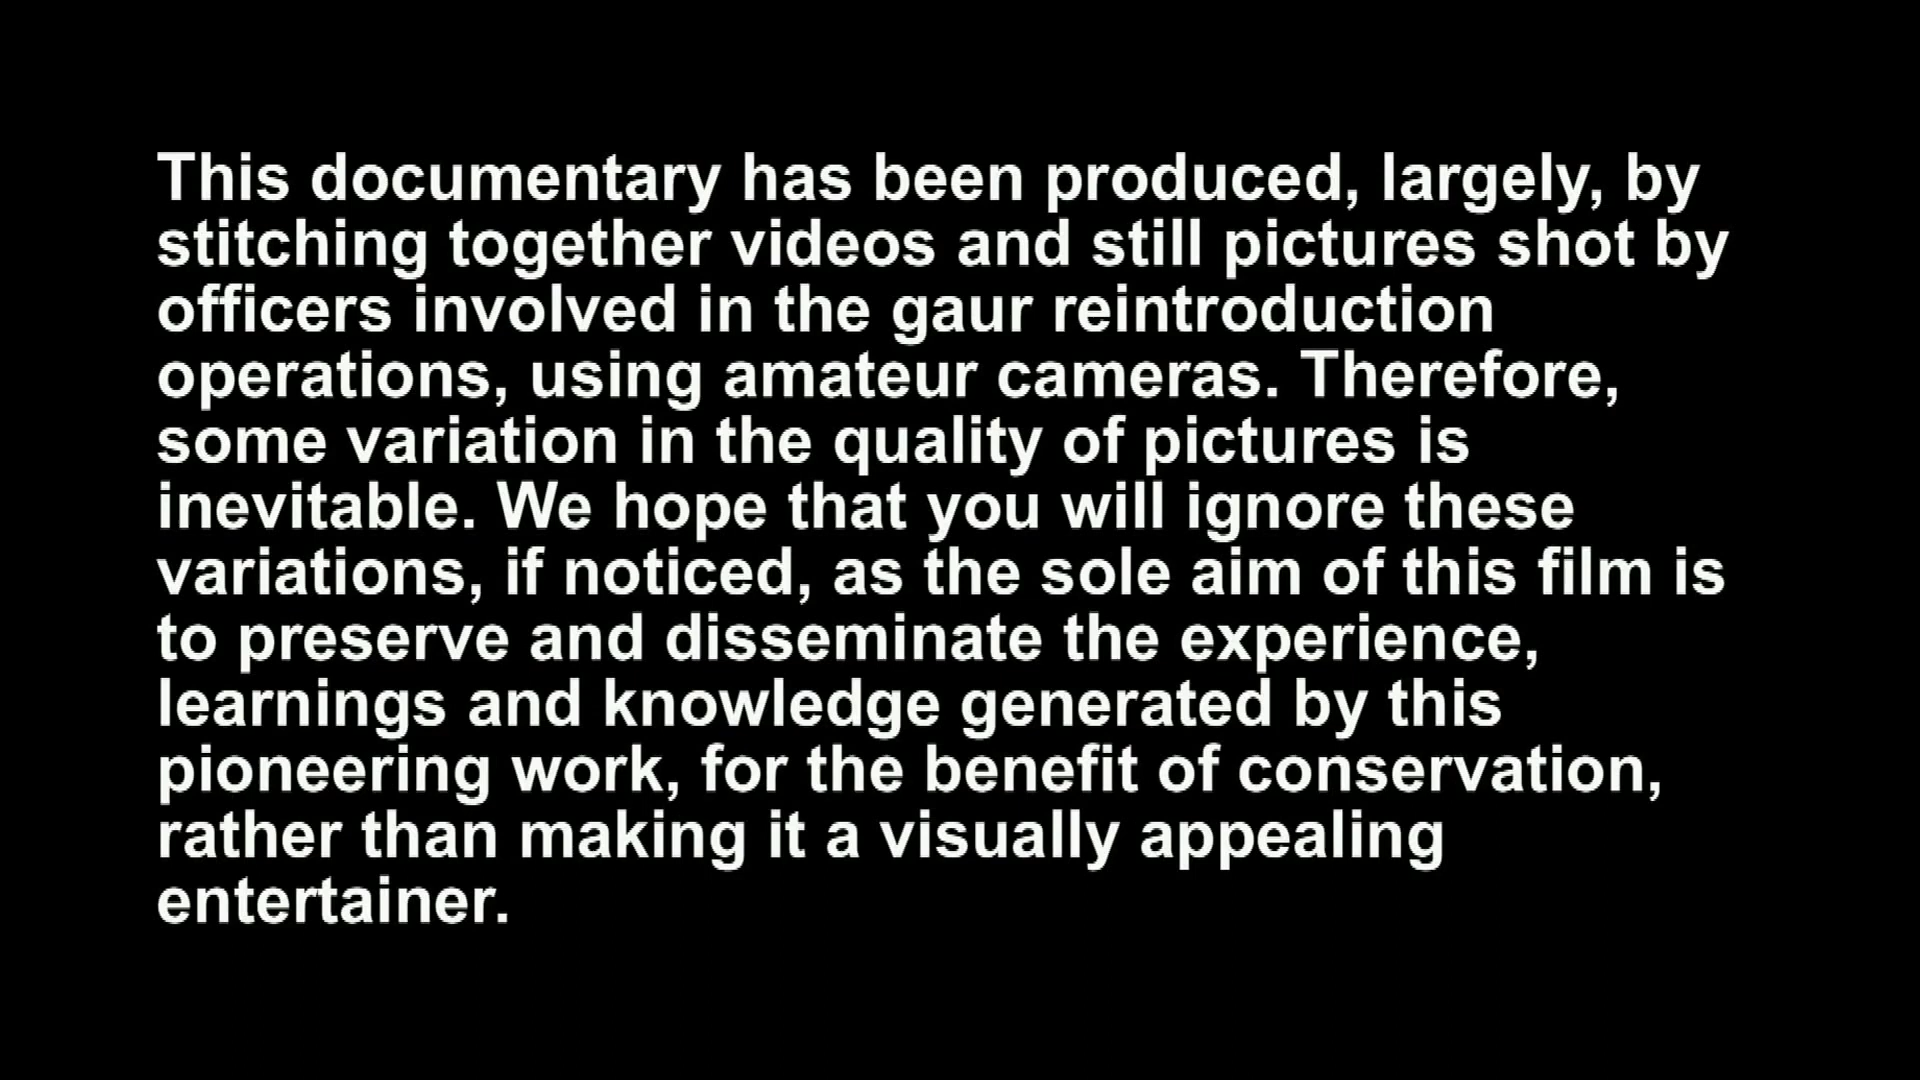 This documentary has been produced, largely, by
stitching together videos and still pictures shot by
officers involved in the gaur reintroduction
operations, using amateur cameras. Therefore,
some variation in the quality of pictures is
inevitable. We hope that you will ignore these
variations, if noticed, as the sole aim of this film is
to preserve and disseminate the experience,
learnings and knowledge generated by this
pioneering work, for the benefit of conservation,
rather than making it a visually appealing
entertainer.